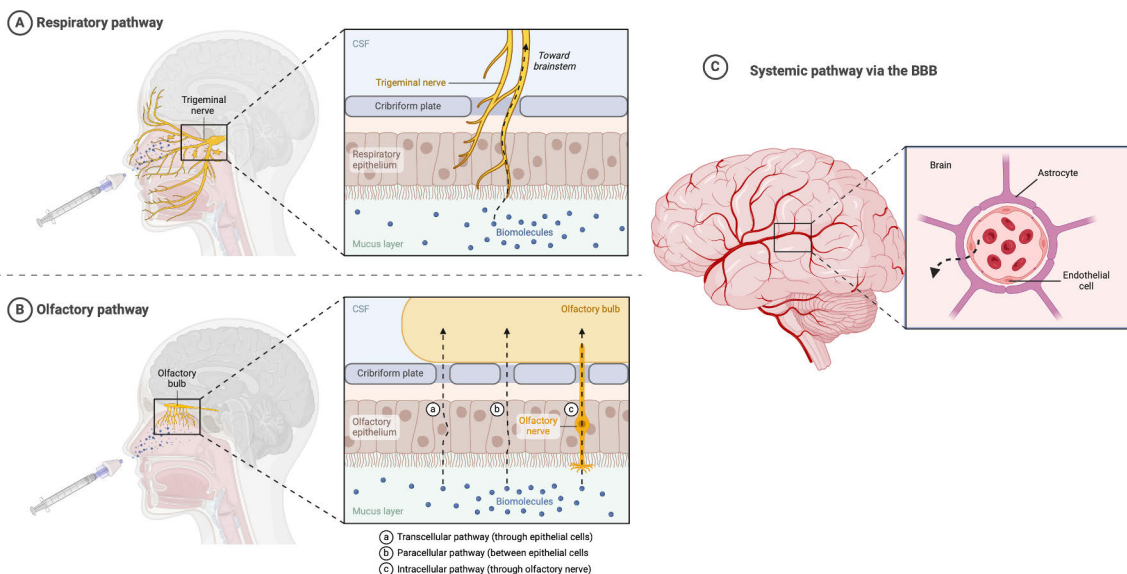 A Respiratory pathway
Trigeminal
nerve
CSF
Toward
brainstem
Trigeminal nerve
Cribriform plate
Respiratory
epithelium
Biomolecules
Mucus layer
B Olfactory pathway
Olfactory
bulb
CSF
Olfactory bulb
Cribriform plate
a
b
c
Olfactory
epithelium
Olfactory
nerve
Biomolecules
Mucus layer
a Transcellular pathway (through epithelial cells)
b Paracellular pathway (between epithelial cells
c Intracellular pathway (through olfactory nerve)
C Systemic pathway via the BBB
Brain
Astrocyte
Endothelial
cell